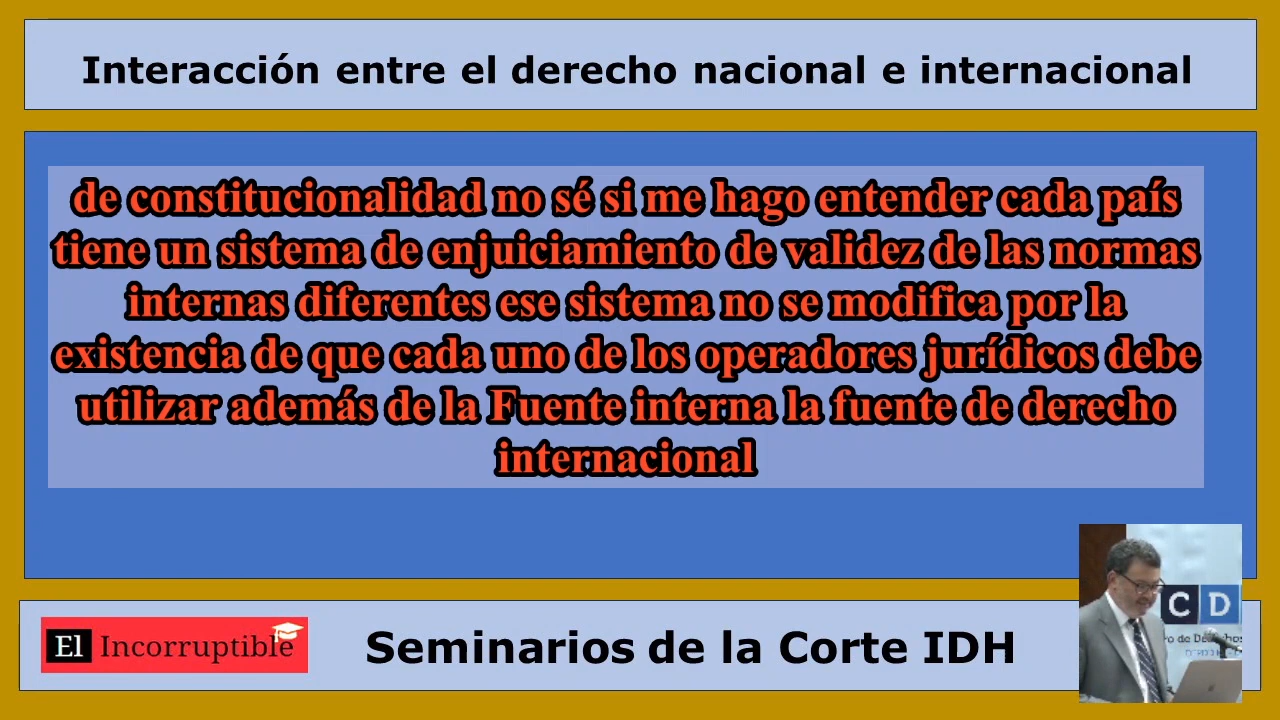 Interacción entre el derecho nacional e internacional
de constitucionalidad no sé si me hago entender cada país
tiene un sistema de enjuiciamiento de validez de las normas
internas diferentes ese sistema no se modifica por la
existencia de que cada uno de los operadores jurídicos debe
utilizar además de la Fuente interna la fuente de derecho
internacional
El Incorruptible
Seminarios de la Corte IDH
C D